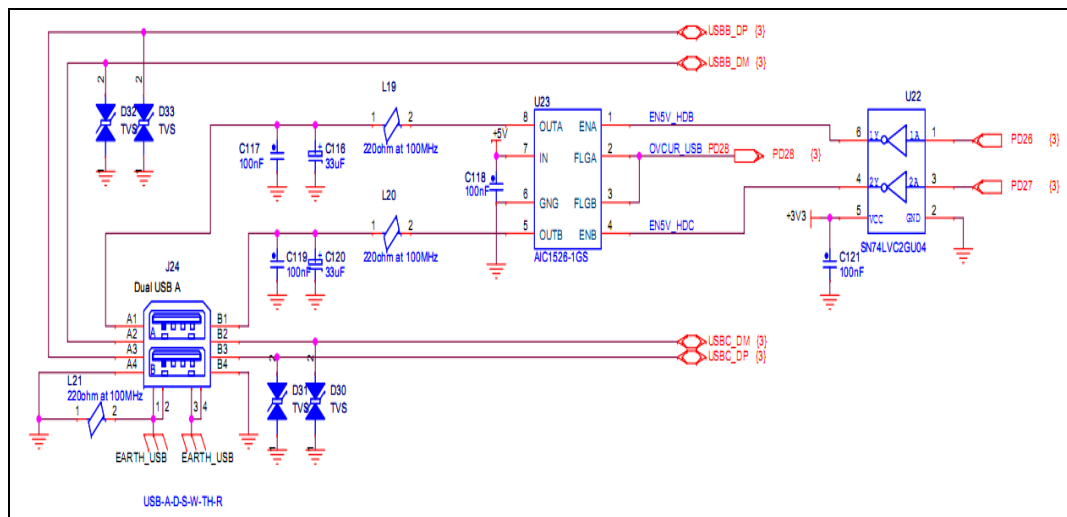 USBB_DP {3}
USBB_DM {3}
2
2
D32
TVS
D33
TVS
1
1
L19
1 2
220ohm at 100MHz
C117
100nF
C116
33uF
+
L20
1 2
220ohm at 100MHz
C119
100nF
C120
33uF
+
U23
+5V
8 OUTA ENA 1
7 IN FLGA 2
6 GNG FLGB 3
5 OUTB ENB 4
AIC1526-1GS
C118
100nF
EN5V_HDB
OVCUR_USB PD28 PD28 {3}
EN5V_HDC
U22
6 1Y 1A 1
4 2Y 2A 3
5 VCC GND 2
SN74LVC2GU04
PD26 {3}
PD27 {3}
+3V3
C121
100nF
J24
Dual USB A
A1 B1
A2 B2
A3 B3
A4 B4
A
B
1 2 3 4
L21
220ohm at 100MHz
1 2
EARTH_USB EARTH_USB
USBC_DM {3}
USBC_DP {3}
2
2
D31
TVS
D30
TVS
1
1
USB-A-D-S-W-TH-R